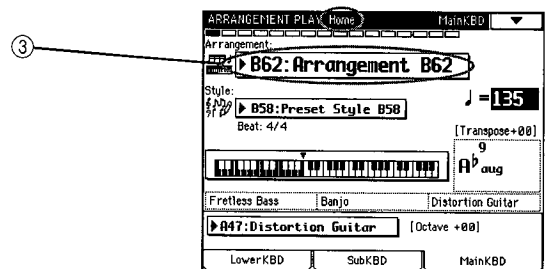 ARRANGEMENT PLAY Home MainKBD
③
Arrangement:
B62:Arrangement B62
Style:
B58:Preset Style B58
♩ =135
Beat: 4/4
[Transpose+00]
9
A♭aug
Fretless Bass Banjo Distortion Guitar
A47:Distortion Guitar [Octave +00]
LowerKBD SubKBD MainKBD